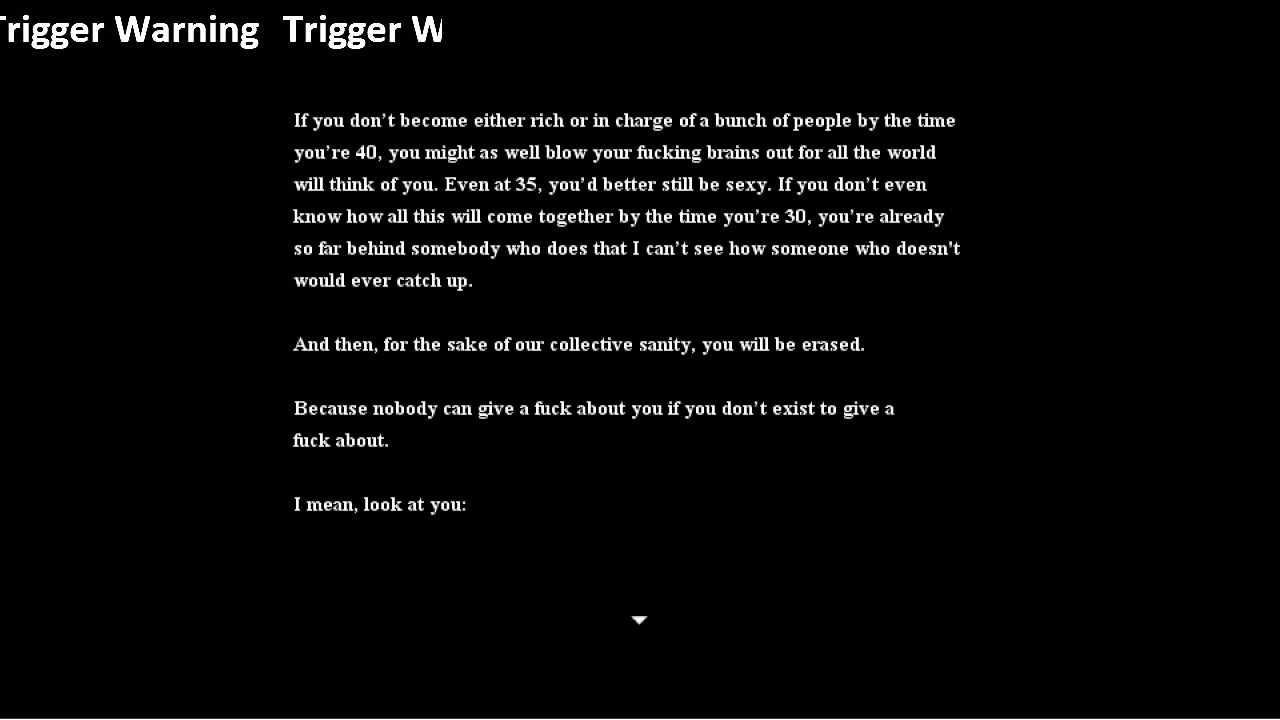 Trigger Warning Trigger W
If you don’t become either rich or in charge of a bunch of people by the time
you’re 40, you might as well blow your fucking brains out for all the world
will think of you. Even at 35, you’d better still be sexy. If you don’t even
know how all this will come together by the time you’re 30, you’re already
so far behind somebody who does that I can’t see how someone who doesn't
would ever catch up.
And then, for the sake of our collective sanity, you will be erased.
Because nobody can give a fuck about you if you don’t exist to give a
fuck about.
I mean, look at you: